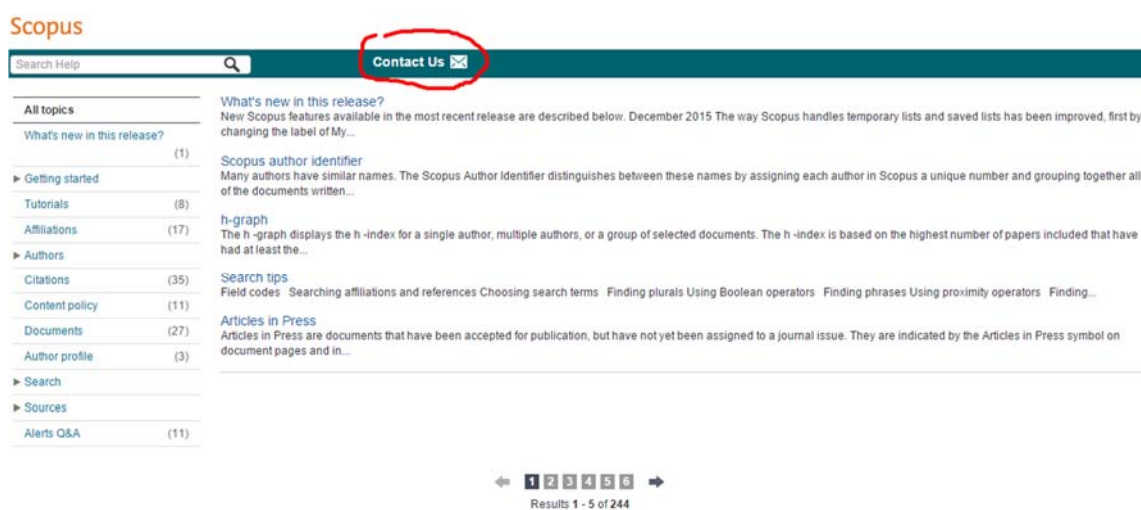 Scopus
Search Help
Contact Us
All topics
What's new in this release?
(1)
Getting started
Tutorials (8)
Affiliations (17)
Authors
Citations (35)
Content policy (11)
Documents (27)
Author profile (3)
Search
Sources
Alerts Q&A (11)
What's new in this release?
New Scopus features available in the most recent release are described below. December 2015 The way Scopus handles temporary lists and saved lists has been improved, first by
changing the label of My...
Scopus author identifier
Many authors have similar names. The Scopus Author Identifier distinguishes between these names by assigning each author in Scopus a unique number and grouping together all
of the documents written...
h-graph
The h -graph displays the h -index for a single author, multiple authors, or a group of selected documents. The h -index is based on the highest number of papers included that have
had at least the...
Search tips
Field codes Searching affiliations and references Choosing search terms Finding plurals Using Boolean operators Finding phrases Using proximity operators Finding...
Articles in Press
Articles in Press are documents that have been accepted for publication, but have not yet been assigned to a journal issue. They are indicated by the Articles in Press symbol on
document pages and in...
1 2 3 4 5 6
Results 1 - 5 of 244